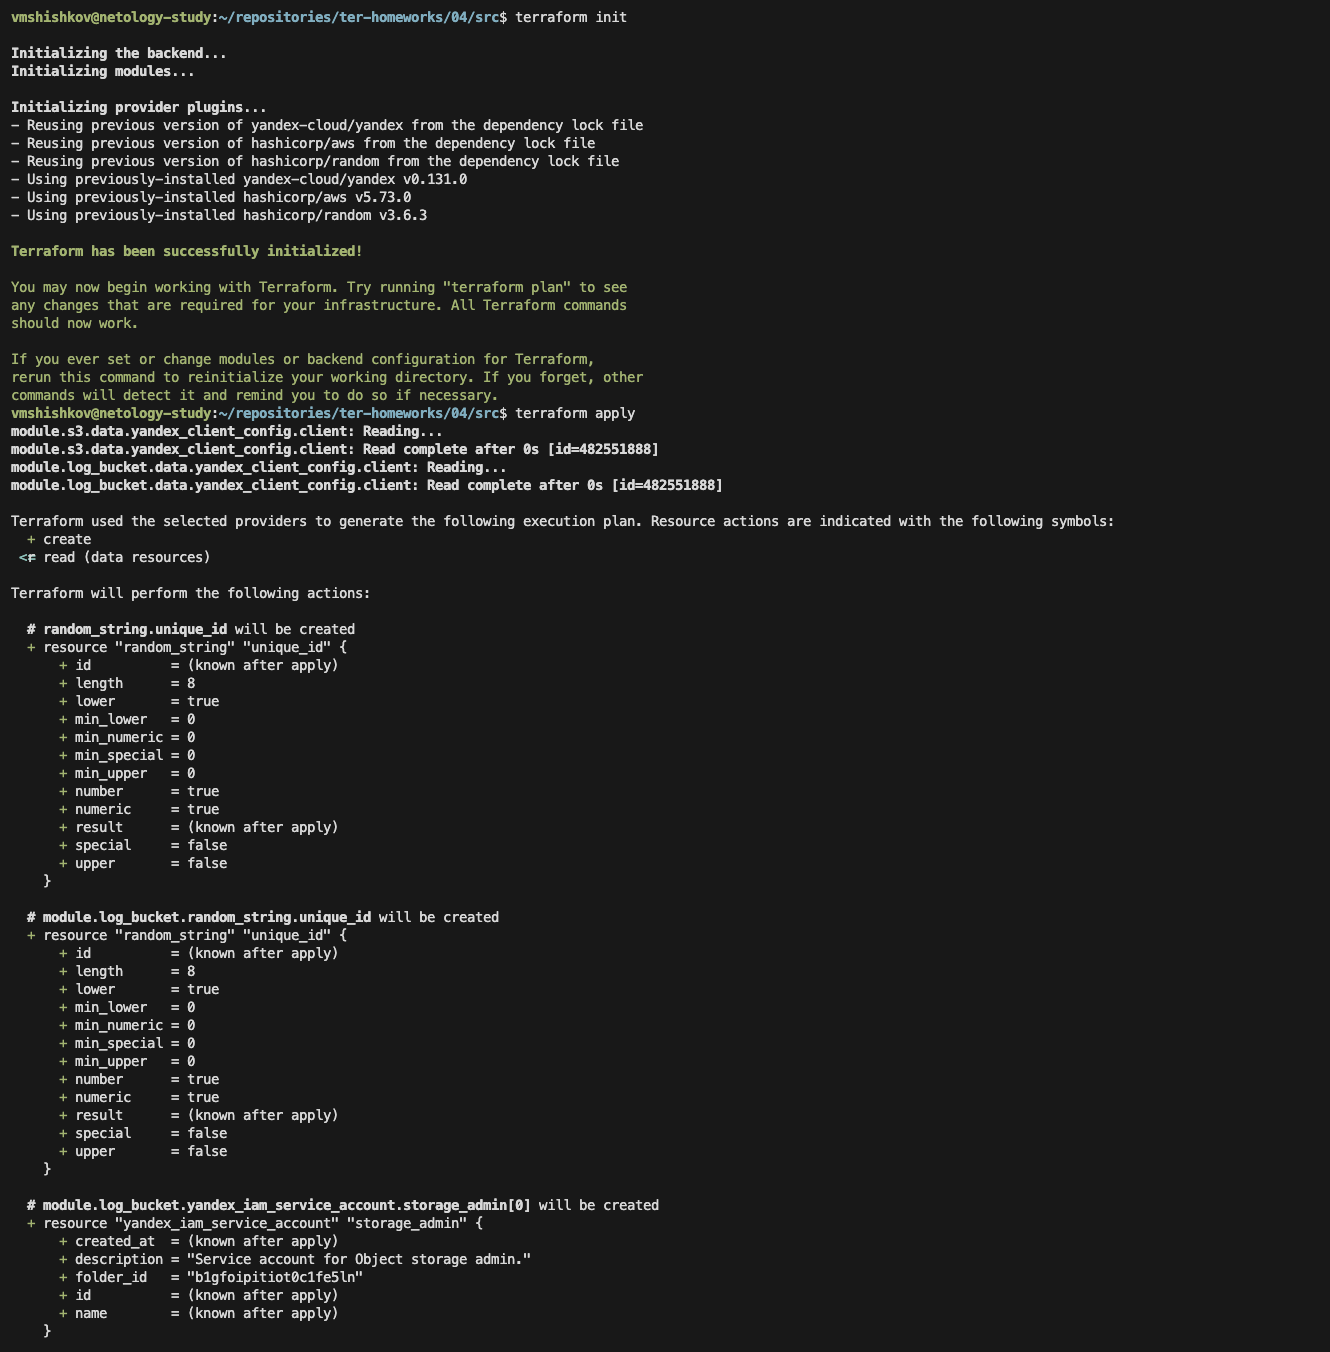 vmshishkov@netology-study:~/repositories/ter-homeworks/04/src$ terraform init
Initializing the backend...
Initializing modules...
Initializing provider plugins...
- Reusing previous version of yandex-cloud/yandex from the dependency lock file
- Reusing previous version of hashicorp/aws from the dependency lock file
- Reusing previous version of hashicorp/random from the dependency lock file
- Using previously-installed yandex-cloud/yandex v0.131.0
- Using previously-installed hashicorp/aws v5.73.0
- Using previously-installed hashicorp/random v3.6.3
Terraform has been successfully initialized!
You may now begin working with Terraform. Try running "terraform plan" to see
any changes that are required for your infrastructure. All Terraform commands
should now work.
If you ever set or change modules or backend configuration for Terraform,
rerun this command to reinitialize your working directory. If you forget, other
commands will detect it and remind you to do so if necessary.
vmshishkov@netology-study:~/repositories/ter-homeworks/04/src$ terraform apply
module.s3.data.yandex_client_config.client: Reading...
module.s3.data.yandex_client_config.client: Read complete after 0s [id=482551888]
module.log_bucket.data.yandex_client_config.client: Reading...
module.log_bucket.data.yandex_client_config.client: Read complete after 0s [id=482551888]
Terraform used the selected providers to generate the following execution plan. Resource actions are indicated with the following symbols:
  + create
 <= read (data resources)
Terraform will perform the following actions:
  # random_string.unique_id will be created
  + resource "random_string" "unique_id" {
      + id          = (known after apply)
      + length      = 8
      + lower       = true
      + min_lower   = 0
      + min_numeric = 0
      + min_special = 0
      + min_upper   = 0
      + number      = true
      + numeric     = true
      + result      = (known after apply)
      + special     = false
      + upper       = false
    }
  # module.log_bucket.random_string.unique_id will be created
  + resource "random_string" "unique_id" {
      + id          = (known after apply)
      + length      = 8
      + lower       = true
      + min_lower   = 0
      + min_numeric = 0
      + min_special = 0
      + min_upper   = 0
      + number      = true
      + numeric     = true
      + result      = (known after apply)
      + special     = false
      + upper       = false
    }
  # module.log_bucket.yandex_iam_service_account.storage_admin[0] will be created
  + resource "yandex_iam_service_account" "storage_admin" {
      + created_at  = (known after apply)
      + description = "Service account for Object storage admin."
      + folder_id   = "b1gfoipitiot0c1fe5ln"
      + id          = (known after apply)
      + name        = (known after apply)
    }